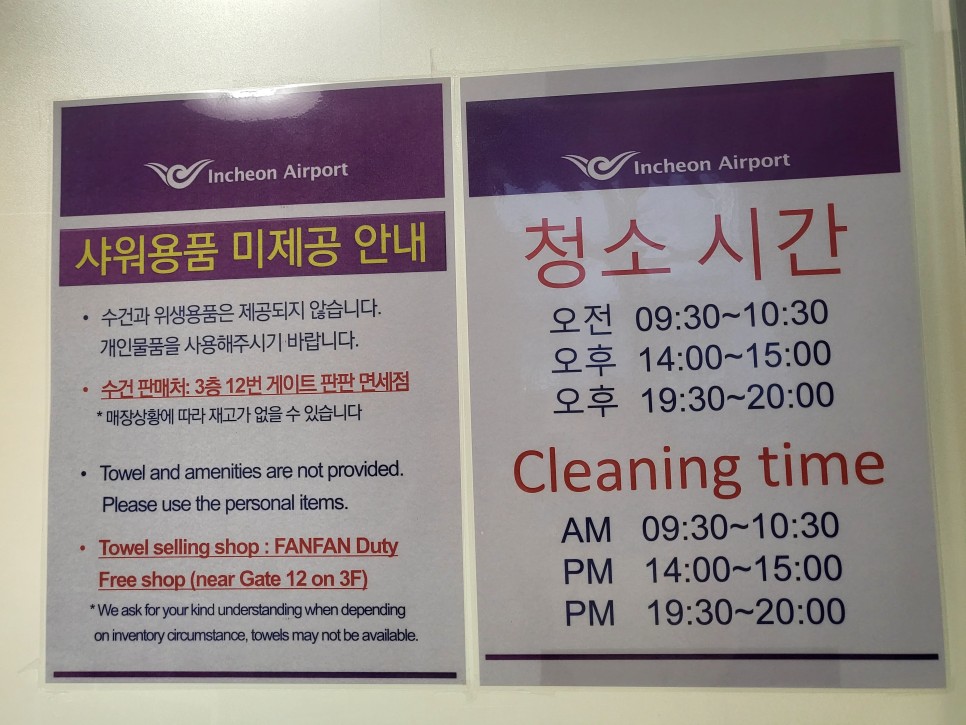 Incheon Airport
샤워용품 미제공 안내
• 수건과 위생용품은 제공되지 않습니다.
개인물품을 사용해주시기 바랍니다.
• 수건 판매처: 3층 12번 게이트 판판 면세점
* 매장상황에 따라 재고가 없을 수 있습니다
• Towel and amenities are not provided.
Please use the personal items.
• Towel selling shop : FANFAN Duty
Free shop (near Gate 12 on 3F)
* We ask for your kind understanding when depending
on inventory circumstance, towels may not be available.
Incheon Airport
청소 시간
오전 09:30~10:30
오후 14:00~15:00
오후 19:30~20:00
Cleaning time
AM 09:30~10:30
PM 14:00~15:00
PM 19:30~20:00